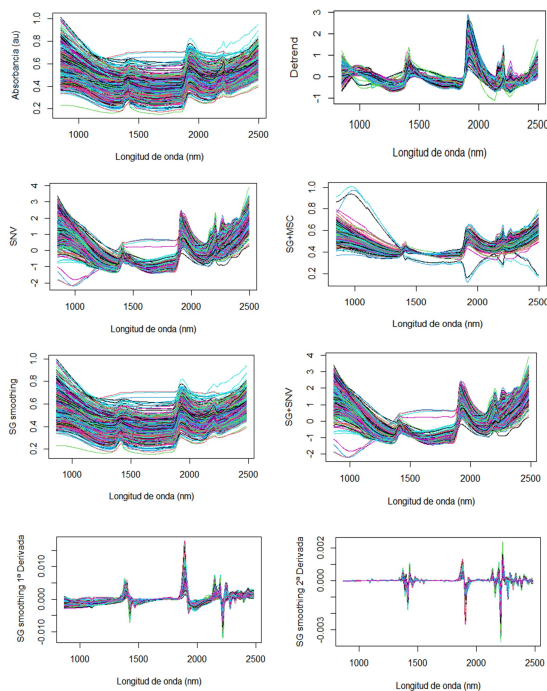 Absorbancia (au)
1.0
0.8
0.6
0.4
0.2
1000 1500 2000 2500
Longitud de onda (nm)
Detrend
3
2
1
0
−1
1000 1500 2000 2500
Longitud de onda (nm)
SNV
4
3
2
1
0
−1
−2
1000 1500 2000 2500
Longitud de onda (nm)
SG+MSC
1.0
0.8
0.6
0.4
0.2
1000 1500 2000 2500
Longitud de onda (nm)
SG smoothing
1.0
0.8
0.6
0.4
0.2
1000 1500 2000 2500
Longitud de onda (nm)
SG+SNV
4
3
2
1
0
−1
−2
1000 1500 2000 2500
Longitud de onda (nm)
SG smoothing 1ª Derivada
0.010
0.000
−0.010
1000 1500 2000 2500
Longitud de onda (nm)
SG smoothing 2ª Derivada
0.002
0.000
−0.003
1000 1500 2000 2500
Longitud de onda (nm)